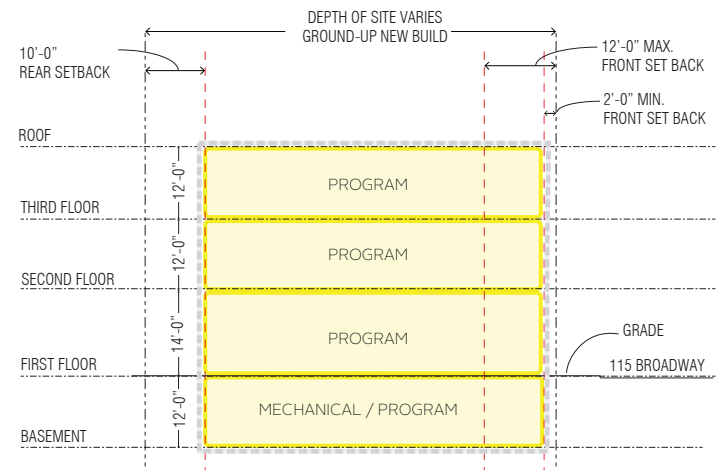 DEPTH OF SITE VARIES
GROUND-UP NEW BUILD
10’-0”
REAR SETBACK
12’-0” MAX.
FRONT SET BACK
2’-0” MIN.
FRONT SET BACK
ROOF
12’-0”
PROGRAM
THIRD FLOOR
12’-0”
PROGRAM
SECOND FLOOR
14’-0”
PROGRAM
GRADE
FIRST FLOOR
115 BROADWAY
12’-0”
MECHANICAL / PROGRAM
BASEMENT